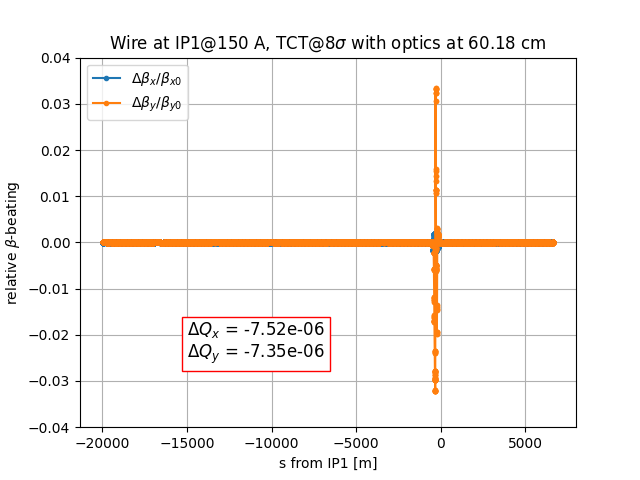 Wire at IP1@150 A, TCT@8σ with optics at 60.18 cm
Δβx/βx0
Δβy/βy0
0.04
0.03
0.02
0.01
0.00
−0.01
−0.02
−0.03
−0.04
relative β-beating
ΔQx = -7.52e-06
ΔQy = -7.35e-06
−20000 −15000 −10000 −5000 0 5000
s from IP1 [m]